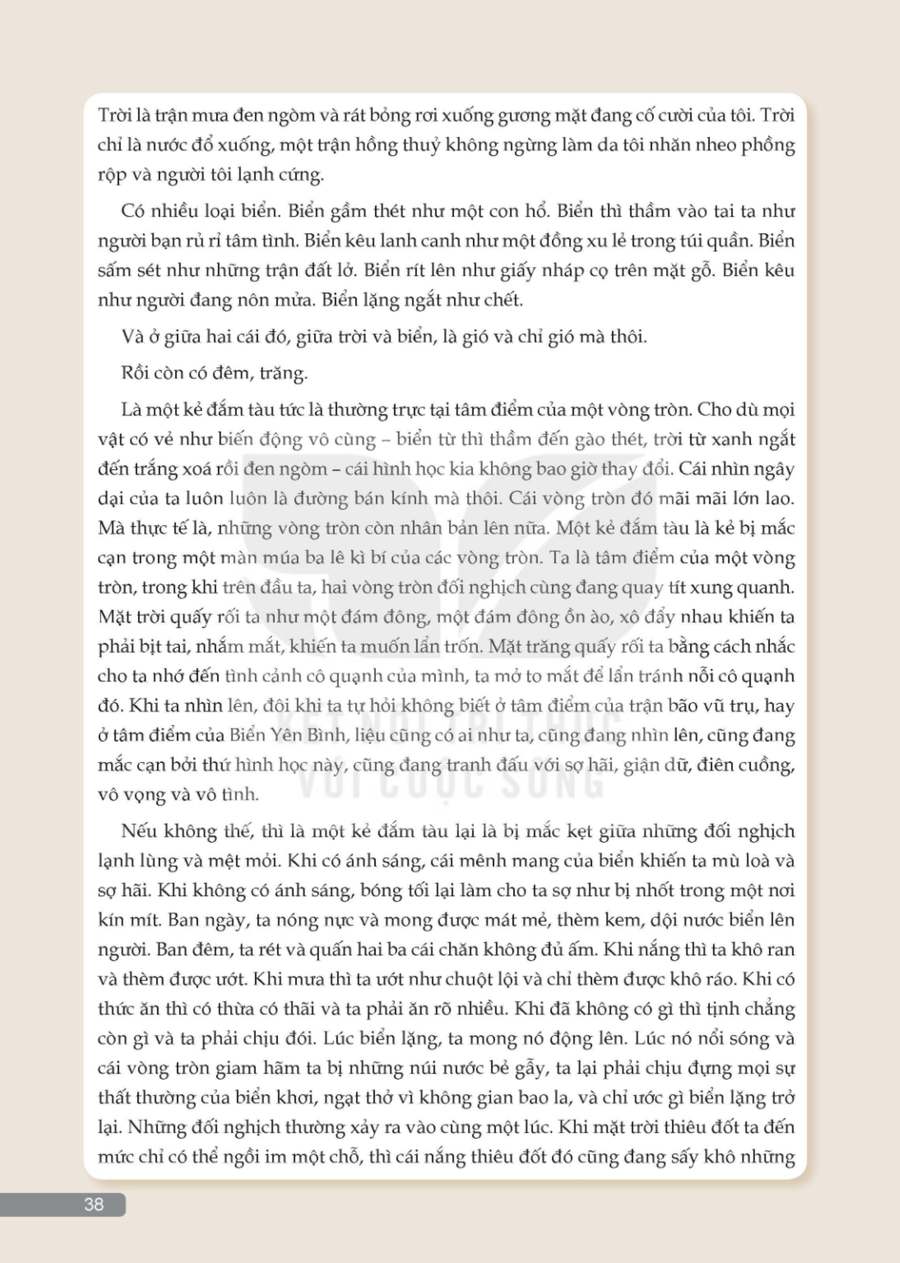 Trời là trận mưa đen ngòm và rát bỏng rơi xuống gương mặt đang cố cười của tôi. Trời
chỉ là nước đổ xuống, một trận hồng thuỷ không ngừng làm da tôi nhăn nheo phồng
rộp và người tôi lạnh cứng.
Có nhiều loại biển. Biển gầm thét như một con hổ. Biển thì thầm vào tai ta như
người bạn rủ rỉ tâm tình. Biển kêu lanh canh như một đồng xu lẻ trong túi quần. Biển
sấm sét như những trận đất lở. Biển rít lên như giấy nháp cọ trên mặt gỗ. Biển kêu
như người đang nôn mửa. Biển lặng ngắt như chết.
Và ở giữa hai cái đó, giữa trời và biển, là gió và chỉ gió mà thôi.
Rồi còn có đêm, trăng.
Là một kẻ đắm tàu tức là thường trực tại tâm điểm của một vòng tròn. Cho dù mọi
vật có vẻ như biến động vô cùng – biển từ thì thầm đến gào thét, trời từ xanh ngắt
đến trắng xoá rồi đen ngòm – cái hình học kia không bao giờ thay đổi. Cái nhìn ngây
dại của ta luôn luôn là đường bán kính mà thôi. Cái vòng tròn đó mãi mãi lớn lao.
Mà thực tế là, những vòng tròn còn nhân bản lên nữa. Một kẻ đắm tàu là kẻ bị mắc
cạn trong một màn múa ba lê kì bí của các vòng tròn. Ta là tâm điểm của một vòng
tròn, trong khi trên đầu ta, hai vòng tròn đối nghịch cùng đang quay tít xung quanh.
Mặt trời quấy rối ta như một đám đông, một đám đông ồn ào, xô đẩy nhau khiến ta
phải bịt tai, nhắm mắt, khiến ta muốn lẩn trốn. Mặt trăng quấy rối ta bằng cách nhắc
cho ta nhớ đến tình cảnh cô quạnh của mình, ta mở to mắt để lẩn tránh nỗi cô quạnh
đó. Khi ta nhìn lên, đôi khi ta tự hỏi không biết ở tâm điểm của trận bão vũ trụ, hay
ở tâm điểm của Biển Yên Bình, liệu cũng có ai như ta, cũng đang nhìn lên, cũng đang
mắc cạn bởi thứ hình học này, cũng đang tranh đấu với sợ hãi, giận dữ, điên cuồng,
vô vọng và vô tình.
Nếu không thế, thì là một kẻ đắm tàu lại là bị mắc kẹt giữa những đối nghịch
lạnh lùng và mệt mỏi. Khi có ánh sáng, cái mênh mang của biển khiến ta mù loà và
sợ hãi. Khi không có ánh sáng, bóng tối lại làm cho ta sợ như bị nhốt trong một nơi
kín mít. Ban ngày, ta nóng nực và mong được mát mẻ, thèm kem, dội nước biển lên
người. Ban đêm, ta rét và quấn hai ba cái chăn không đủ ấm. Khi nắng thì ta khô ran
và thèm được ướt. Khi mưa thì ta ướt như chuột lội và chỉ thèm được khô ráo. Khi có
thức ăn thì có thừa có thãi và ta phải ăn rõ nhiều. Khi đã không có gì thì tịnh chẳng
còn gì và ta phải chịu đói. Lúc biển lặng, ta mong nó động lên. Lúc nó nổi sóng và
cái vòng tròn giam hãm ta bị những núi nước bẻ gẫy, ta lại phải chịu đựng mọi sự
thất thường của biển khơi, ngạt thở vì không gian bao la, và chỉ ước gì biển lặng trở
lại. Những đối nghịch thường xảy ra vào cùng một lúc. Khi mặt trời thiêu đốt ta đến
mức chỉ có thể ngồi im một chỗ, thì cái nắng thiêu đốt đó cũng đang sấy khô những
KẾT NỐI TRI THỨC
VỚI CUỘC SỐNG
38